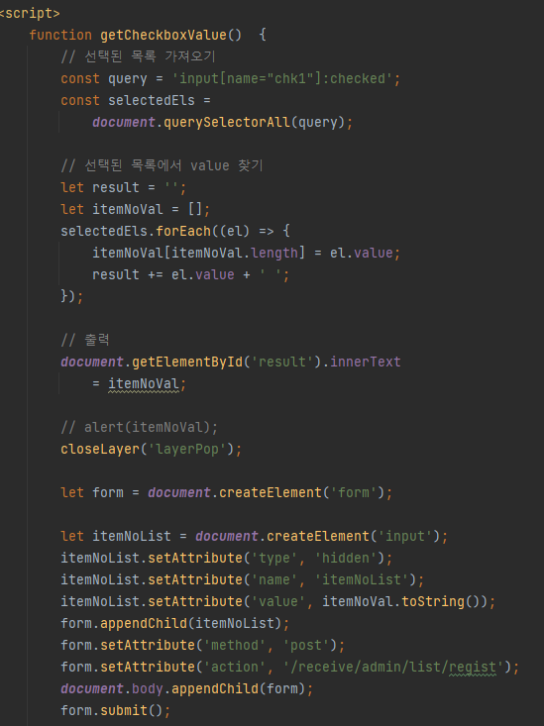 <script>
function getCheckboxValue()  {
// 선택된 목록 가져오기
const query = 'input[name="chk1"]:checked';
const selectedEls =
document.querySelectorAll(query);
// 선택된 목록에서 value 찾기
let result = '';
let itemNoVal = [];
selectedEls.forEach((el) => {
itemNoVal[itemNoVal.length] = el.value;
result += el.value + ' ';
});
// 출력
document.getElementById('result').innerText
= itemNoVal;
// alert(itemNoVal);
closeLayer('layerPop');
let form = document.createElement('form');
let itemNoList = document.createElement('input');
itemNoList.setAttribute('type', 'hidden');
itemNoList.setAttribute('name', 'itemNoList');
itemNoList.setAttribute('value', itemNoVal.toString());
form.appendChild(itemNoList);
form.setAttribute('method', 'post');
form.setAttribute('action', '/receive/admin/list/regist');
document.body.appendChild(form);
form.submit();